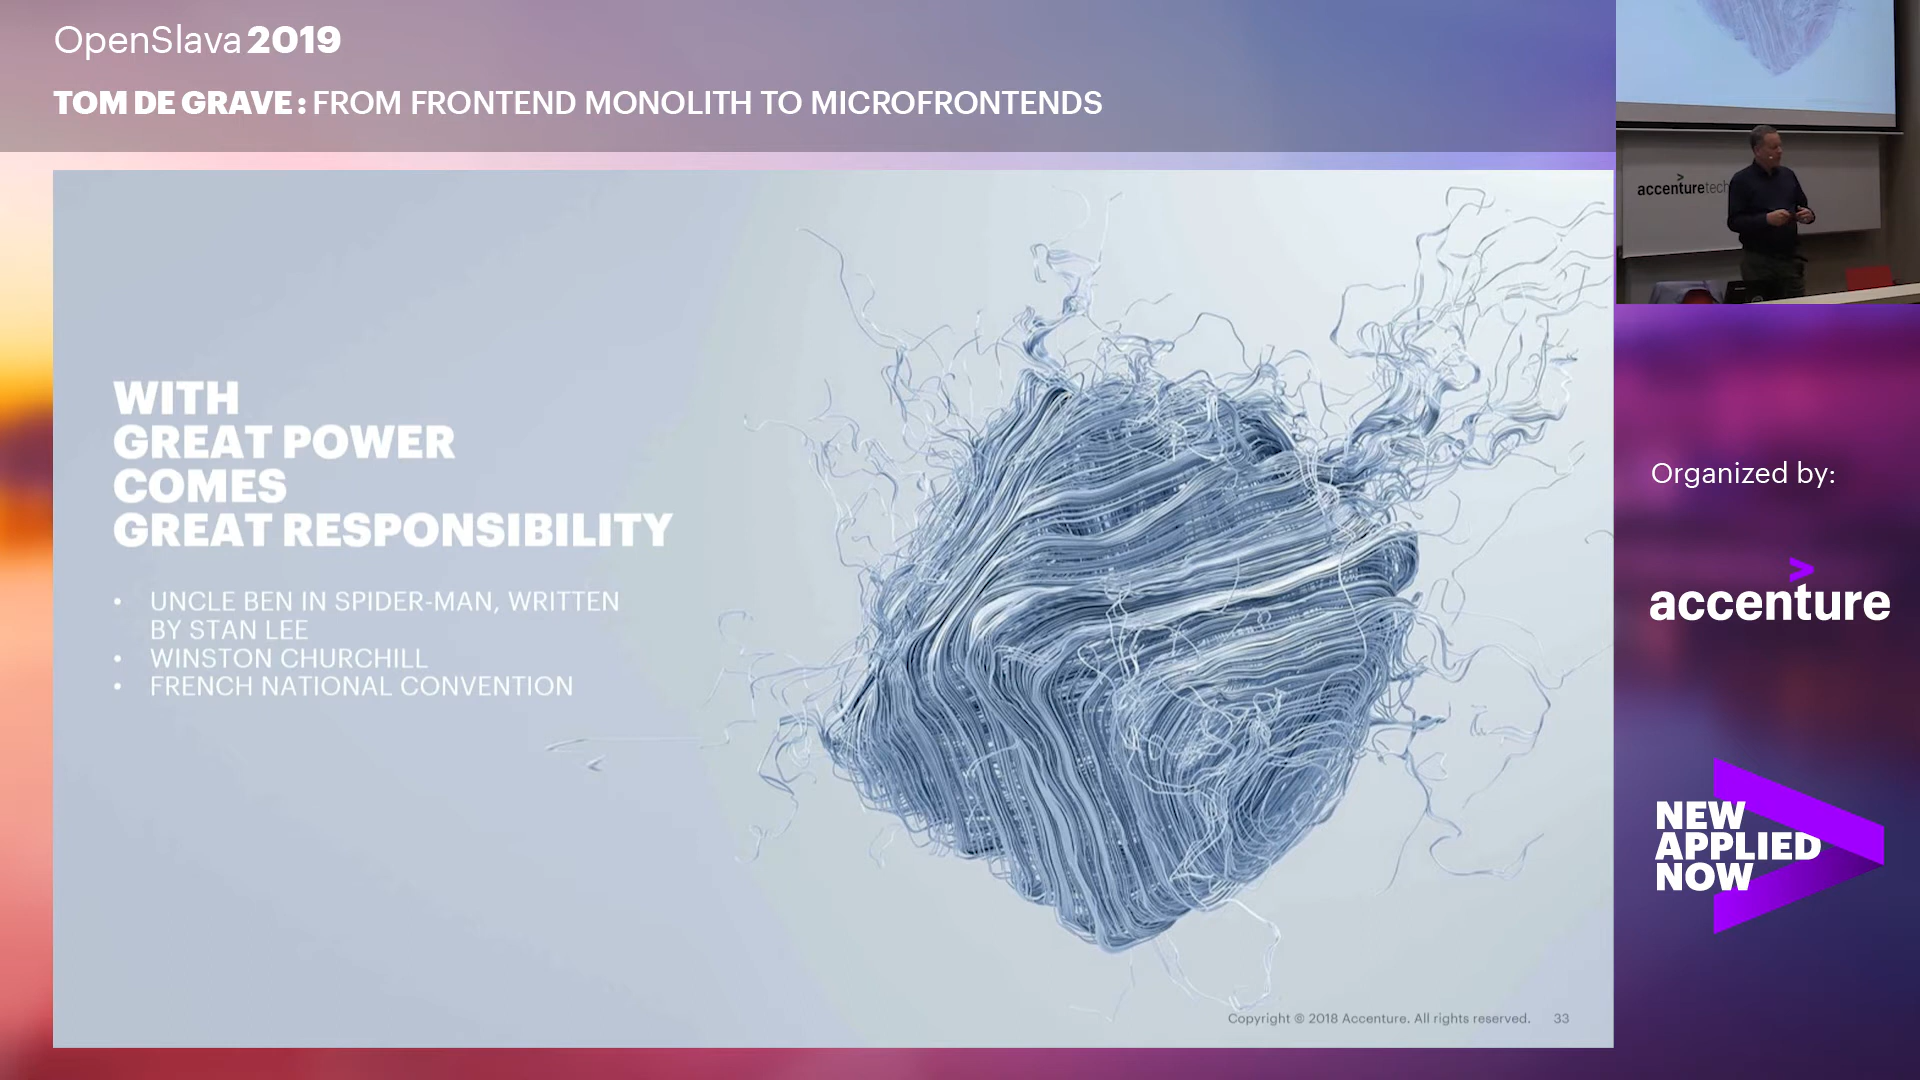 OpenSlava 2019
TOM DE GRAVE: FROM FRONTEND MONOLITH TO MICROFRONTENDS
accenturetech
WITH
GREAT POWER
COMES
GREAT RESPONSIBILITY
• UNCLE BEN IN SPIDER-MAN, WRITTEN
BY STAN LEE
• WINSTON CHURCHILL
• FRENCH NATIONAL CONVENTION
Copyright © 2018 Accenture. All rights reserved. 33
Organized by:
accenture
NEW
APPLIED
NOW